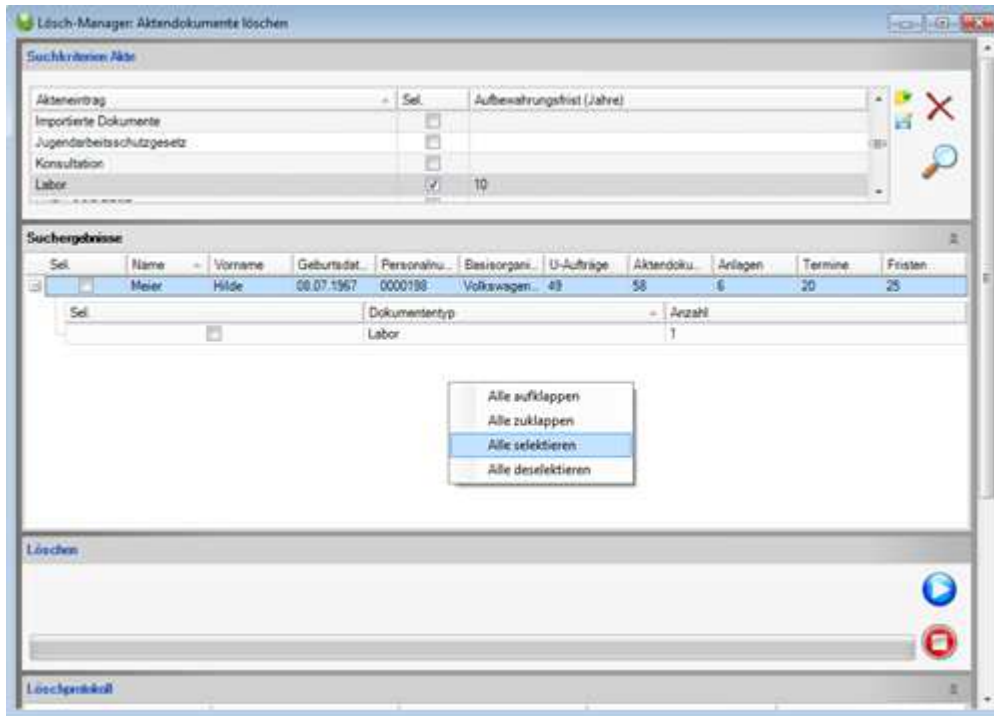 Lösch-Manager: Aktendokumente löschen
Suchkriterien Akte
Akteneintrag Sel. Aufbewahrungsfrist (Jahre)
Importierte Dokumente
Jugendarbeitsschutzgesetz
Konsultation
Labor 10
Suchergebnisse
Sel. Name Vorname Geburtsdat... Personalnu... Basisorgani... U-Aufträge Aktendoku... Anlagen Termine Fristen
Meier Hilde 08.07.1967 0000198 Volkswagen... 49 58 6 20 25
Sel. Dokumententyp Anzahl
Labor 1
Alle aufklappen
Alle zuklappen
Alle selektieren
Alle deselektieren
Löschen
Löschprotokoll